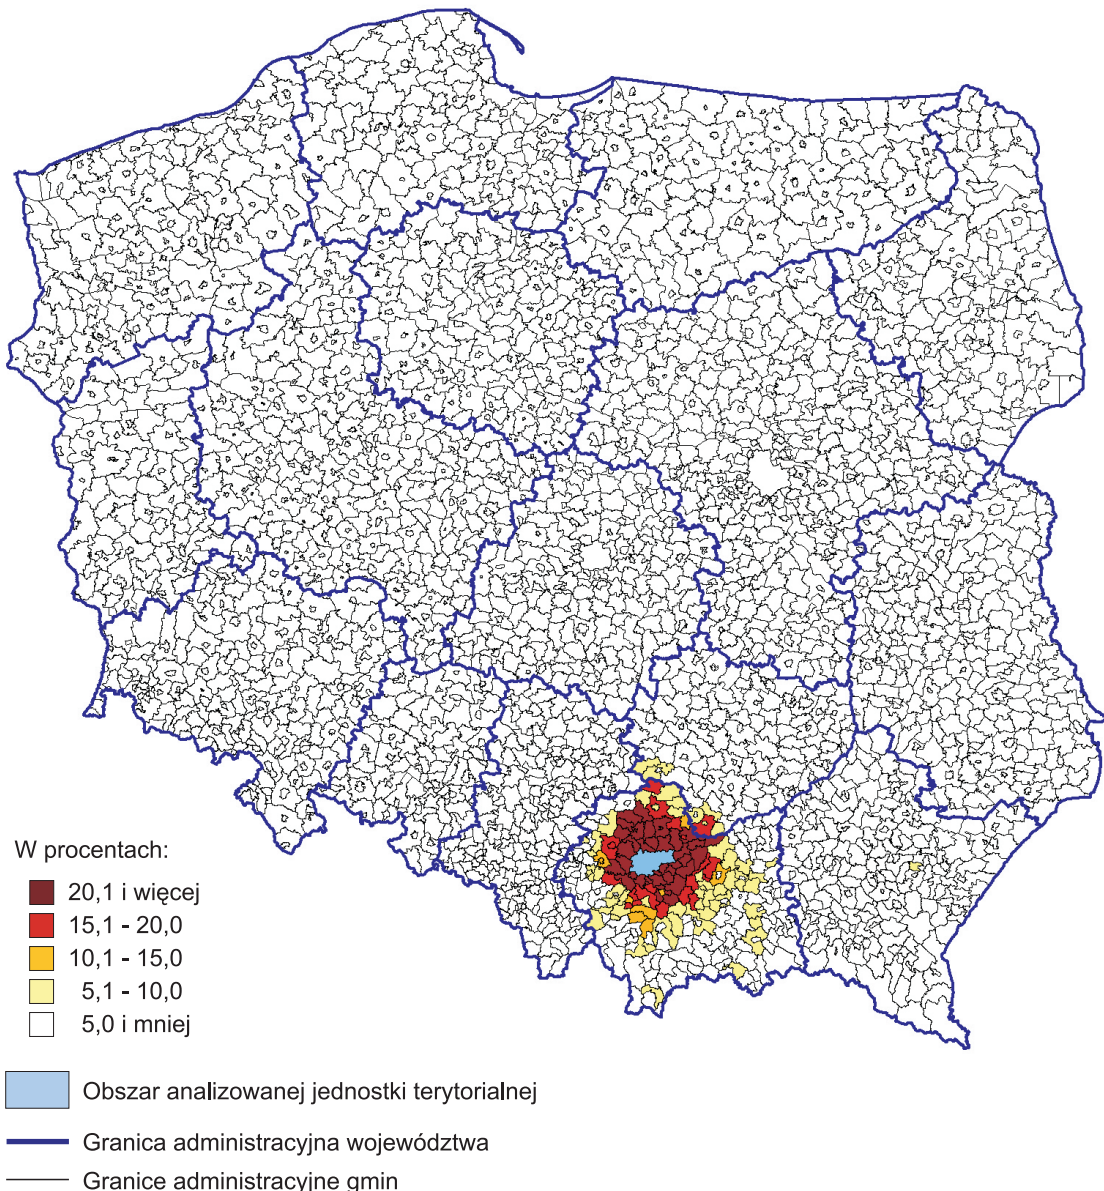 W procentach:
20,1 i więcej
15,1 - 20,0
10,1 - 15,0
5,1 - 10,0
5,0 i mniej
Obszar analizowanej jednostki terytorialnej
Granica administracyjna województwa
Granice administracyjne gmin